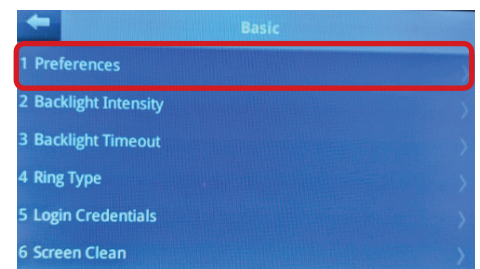 Basic
1 Preferences
2 Backlight Intensity
3 Backlight Timeout
4 Ring Type
5 Login Credentials
6 Screen Clean